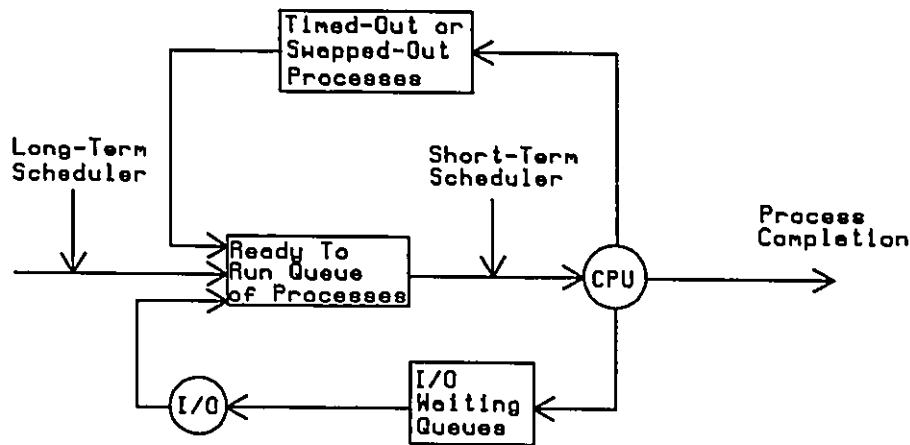 Timed-Out or
Swapped-Out
Processes
Long-Term
Scheduler
Short-Term
Scheduler
Process
Completion
Ready To
Run Queue
of Processes
CPU
I/O
I/O
Waiting
Queues